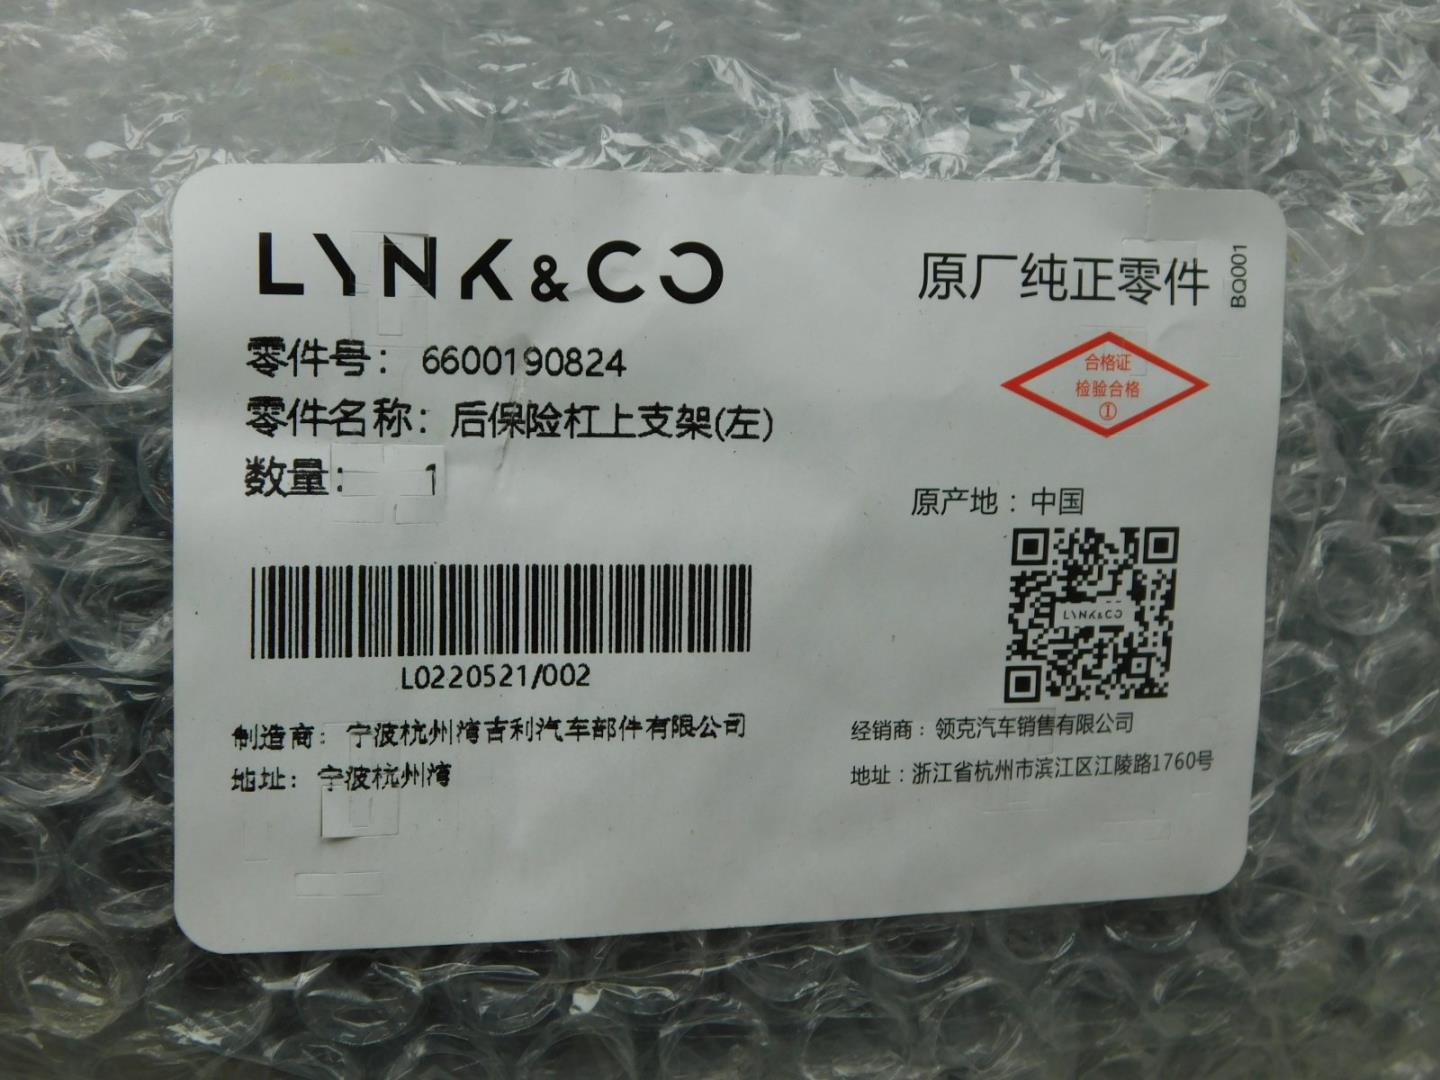 LYNK&CO
原厂纯正零件
BQ001
零件号： 6600190824
零件名称：后保险杠上支架(左)
数量： 1
合格证
检验合格
①
原产地：中国
LYNK&CO
L0220521/002
制造商：宁波杭州湾吉利汽车部件有限公司
地址：宁波杭州湾
经销商：领克汽车销售有限公司
地址：浙江省杭州市滨江区江陵路1760号